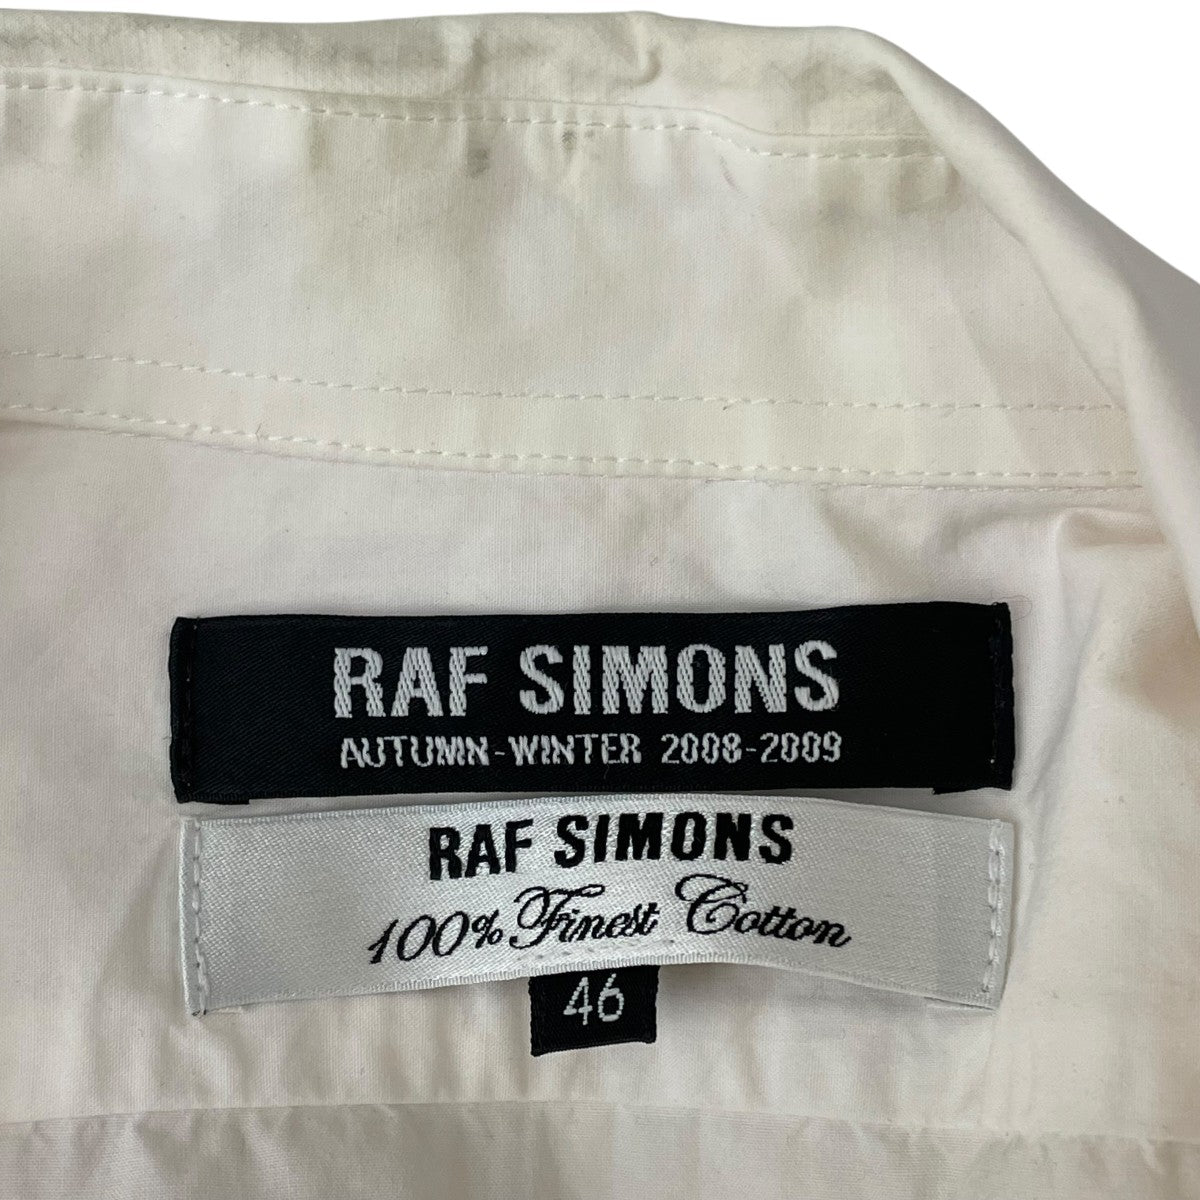 RAF SIMONS
AUTUMN-WINTER 2008-2009
RAF SIMONS
100% Finest Cotton
46